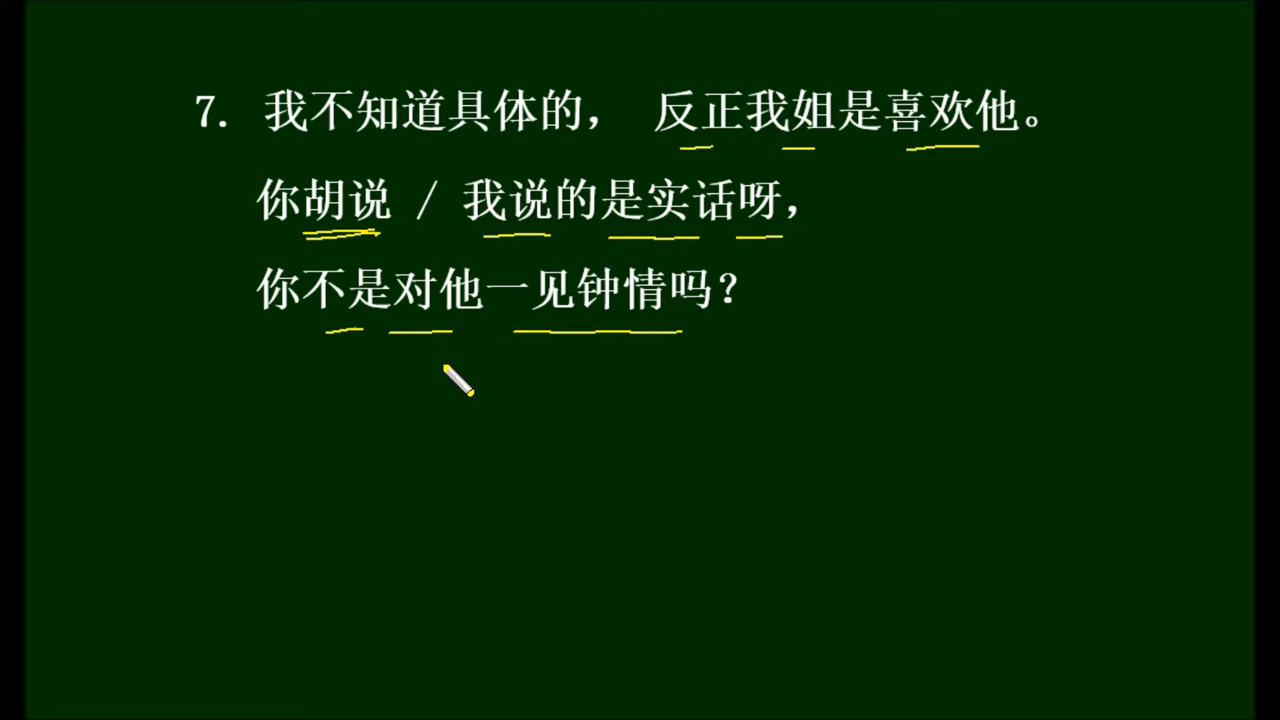 7. 我不知道具体的， 反正我姐是喜欢他。
你胡说 / 我说的是实话呀，
你不是对他一见钟情吗？